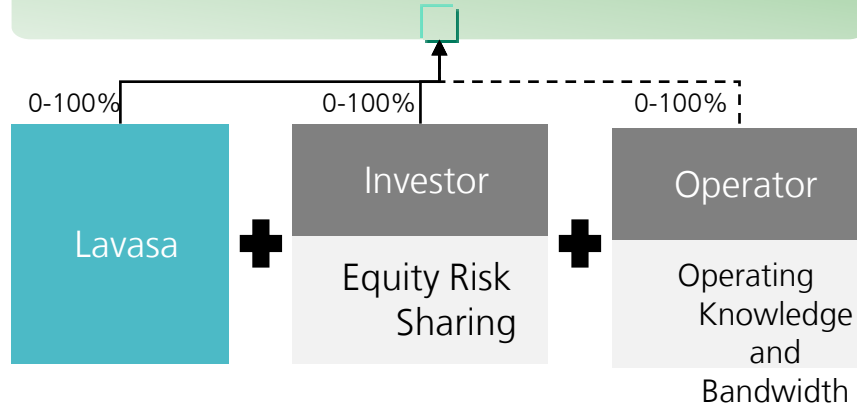 0-100%
0-100%
0-100%
Lavasa
Investor
Operator
Equity Risk
Sharing
Operating
Knowledge
and
Bandwidth